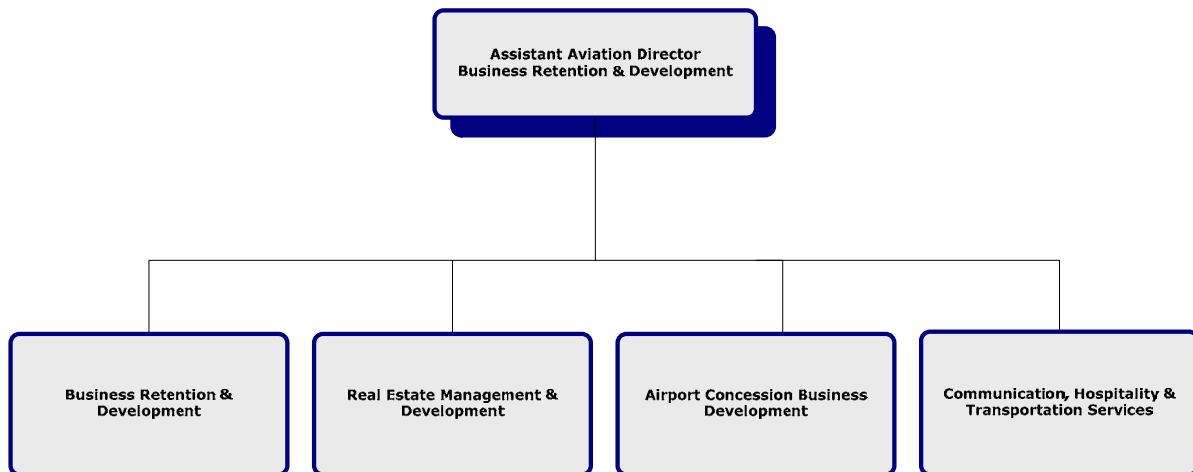 Assistant Aviation Director
Business Retention & Development
Business Retention &
Development
Real Estate Management &
Development
Airport Concession Business
Development
Communication, Hospitality &
Transportation Services